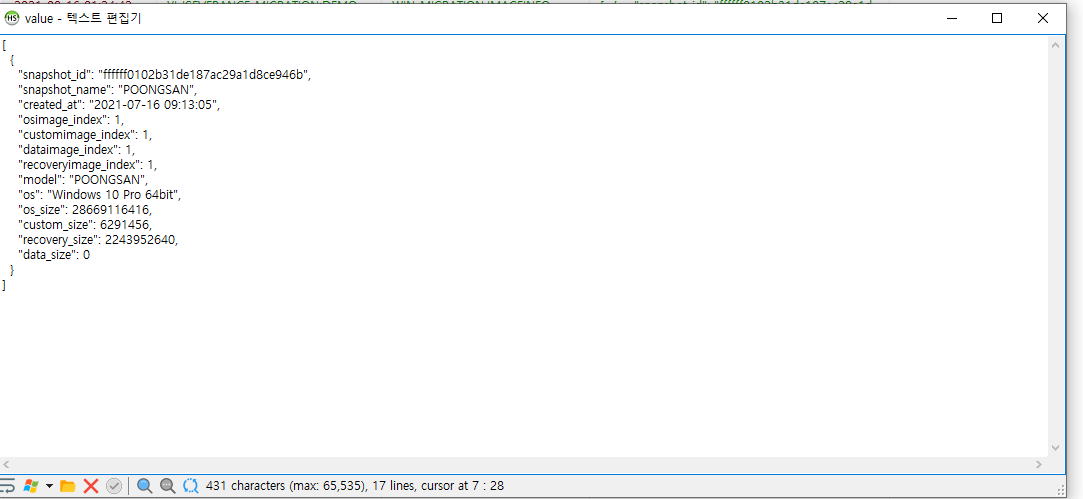 value - 텍스트 편집기
[
{
"snapshot_id": "ffffff0102b31de187ac29a1d8ce946b",
"snapshot_name": "POONGSAN",
"created_at": "2021-07-16 09:13:05",
"osimage_index": 1,
"customimage_index": 1,
"dataimage_index": 1,
"recoveryimage_index": 1,
"model": "POONGSAN",
"os": "Windows 10 Pro 64bit",
"os_size": 28669116416,
"custom_size": 6291456,
"recovery_size": 2243952640,
"data_size": 0
}
]
431 characters (max: 65,535), 17 lines, cursor at 7 : 28